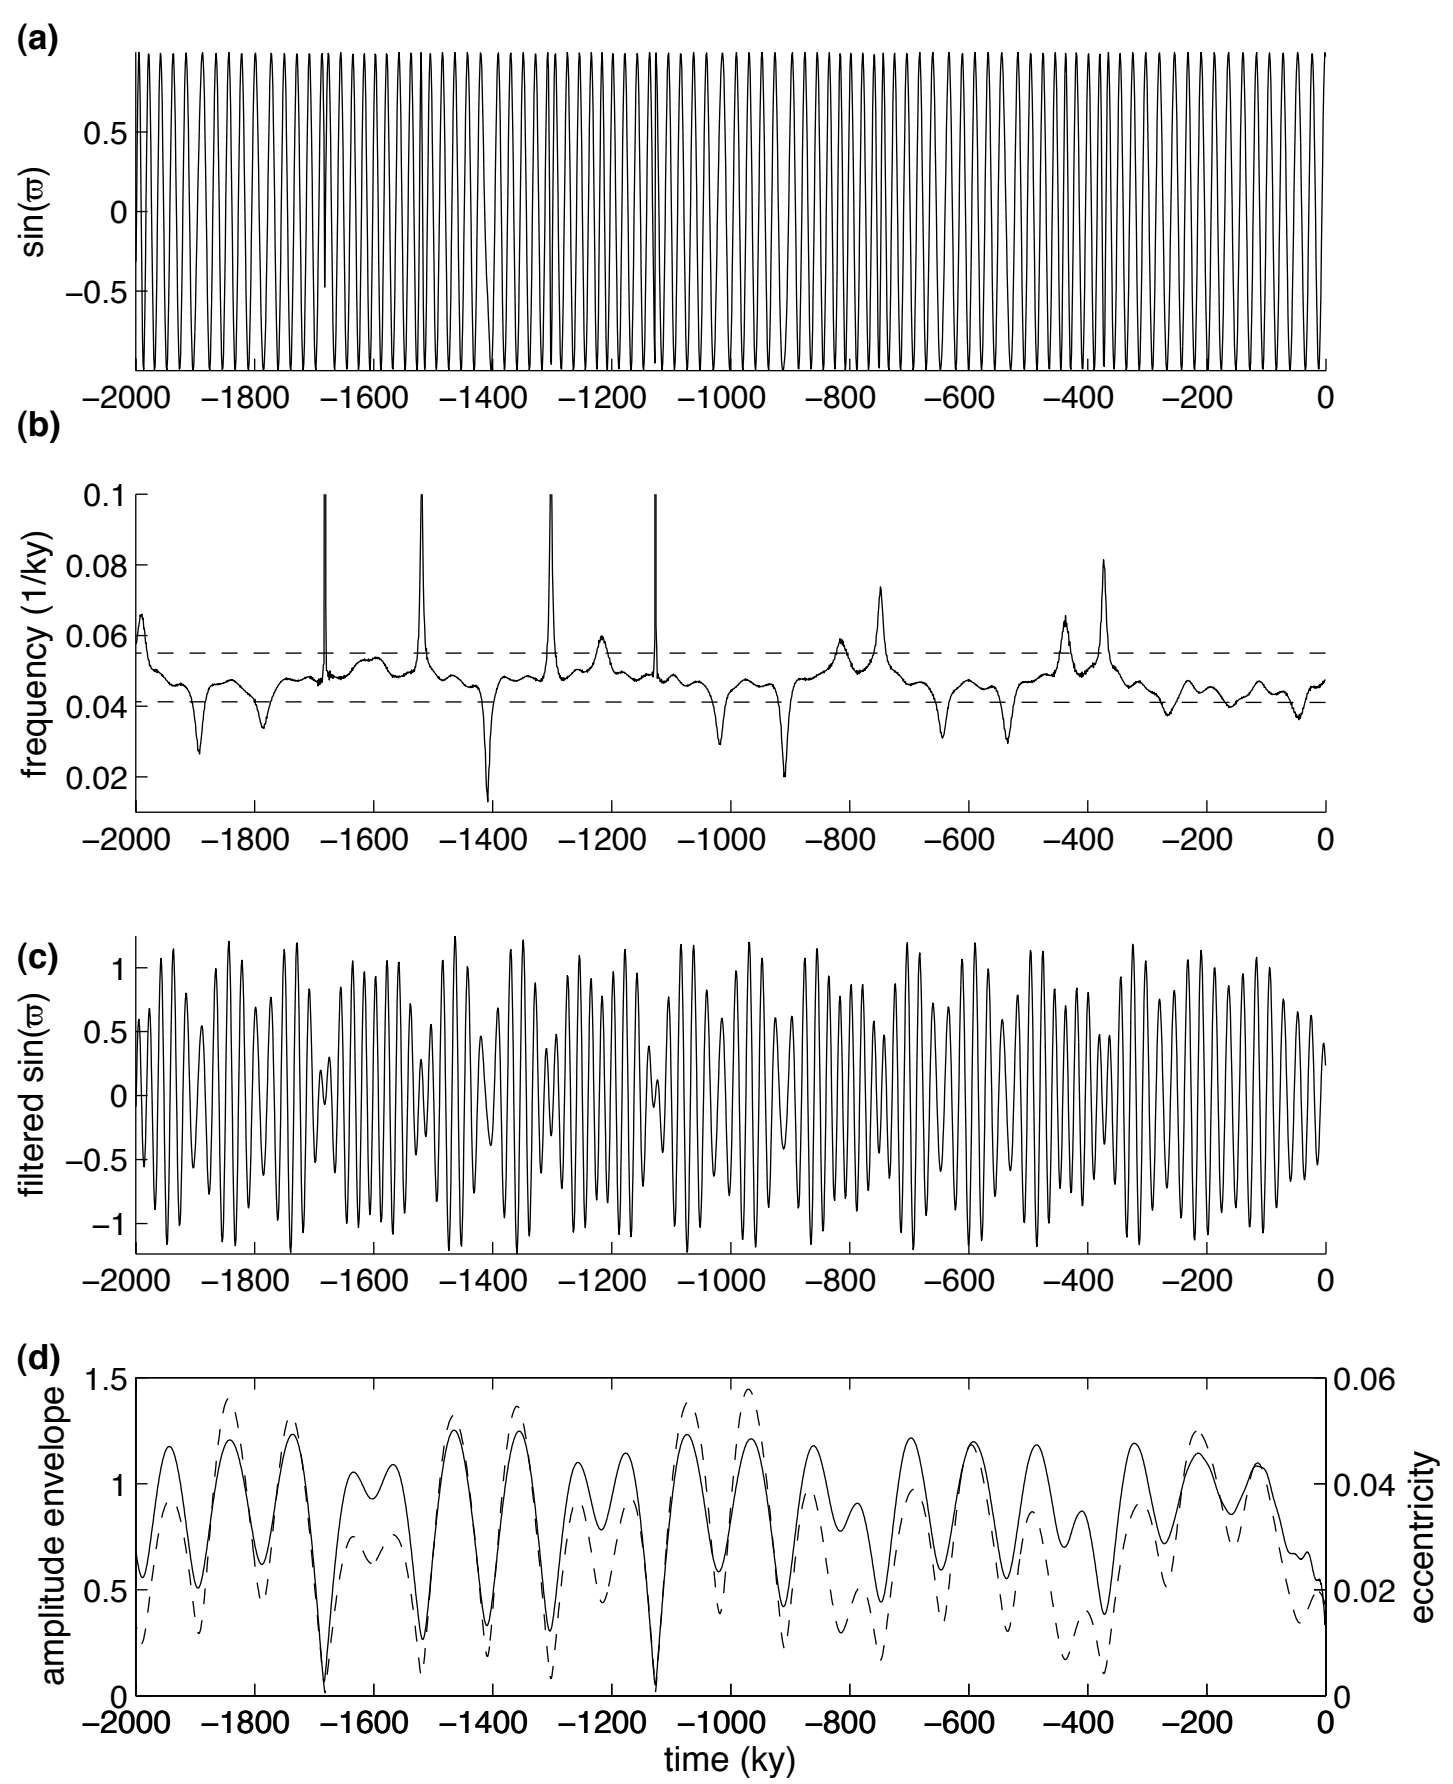 (a)
sin(ϖ)
0.5
0
−0.5
−2000 −1800 −1600 −1400 −1200 −1000 −800 −600 −400 −200 0
(b)
frequency (1/ky)
0.1
0.08
0.06
0.04
0.02
−2000 −1800 −1600 −1400 −1200 −1000 −800 −600 −400 −200 0
(c)
filtered sin(ϖ)
1
0.5
0
−0.5
−1
−2000 −1800 −1600 −1400 −1200 −1000 −800 −600 −400 −200 0
(d)
amplitude envelope
1.5
1
0.5
0
0.06
0.04
0.02
0
eccentricity
−2000 −1800 −1600 −1400 −1200 −1000 −800 −600 −400 −200 0
time (ky)